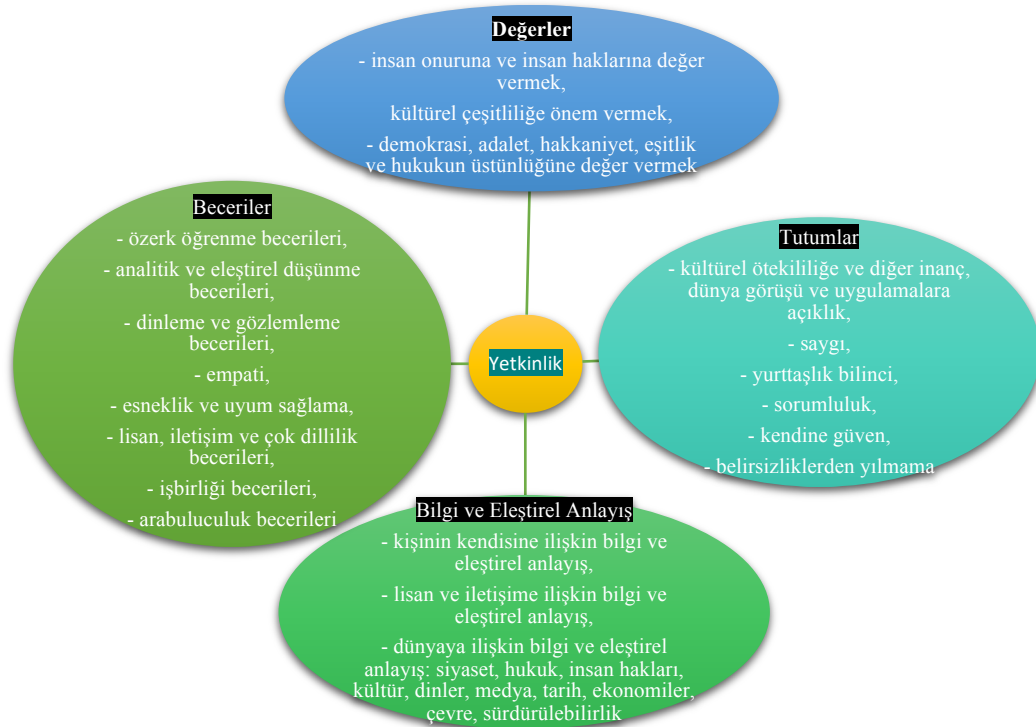 Değerler
- insan onuruna ve insan haklarına değer
vermek,
kültürel çeşitliliğe önem vermek,
- demokrasi, adalet, hakkaniyet, eşitlik
ve hukukun üstünlüğüne değer vermek
Beceriler
- özerk öğrenme becerileri,
- analitik ve eleştirel düşünme
becerileri,
- dinleme ve gözlemleme
becerileri,
- empati,
- esneklik ve uyum sağlama,
- lisan, iletişim ve çok dillilik
becerileri,
- işbirliği becerileri,
- arabuluculuk becerileri
Yetkinlik
Tutumlar
- kültürel ötekililiğe ve diğer inanç,
dünya görüşü ve uygulamalara
açıklık,
- saygı,
- yurttaşlık bilinci,
- sorumluluk,
- kendine güven,
- belirsizliklerden yılmama
Bilgi ve Eleştirel Anlayış
- kişinin kendisine ilişkin bilgi ve
eleştirel anlayış,
- lisan ve iletişime ilişkin bilgi ve
eleştirel anlayış,
- dünyaya ilişkin bilgi ve eleştirel
anlayış: siyaset, hukuk, insan hakları,
kültür, dinler, medya, tarih, ekonomiler,
çevre, sürdürülebilirlik